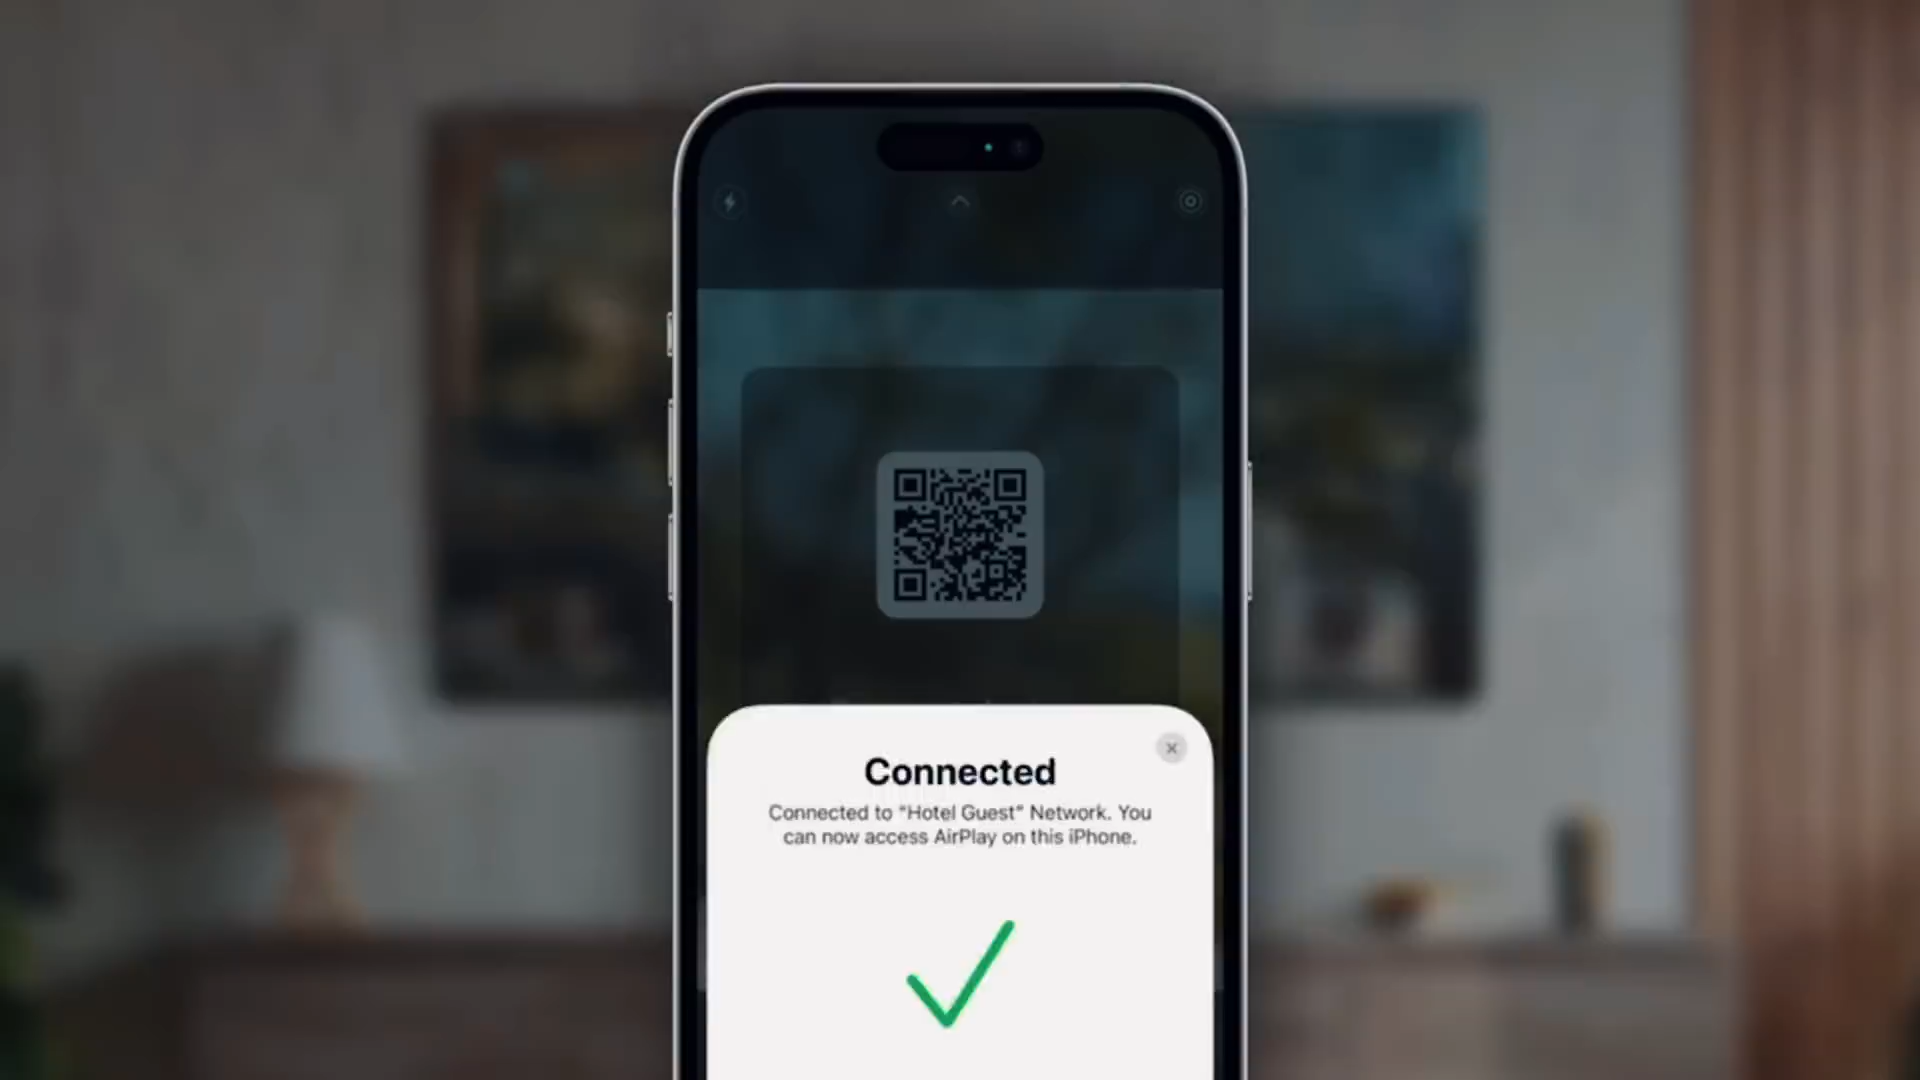 Connected
Connected to "Hotel Guest" Network. You
can now access AirPlay on this iPhone.